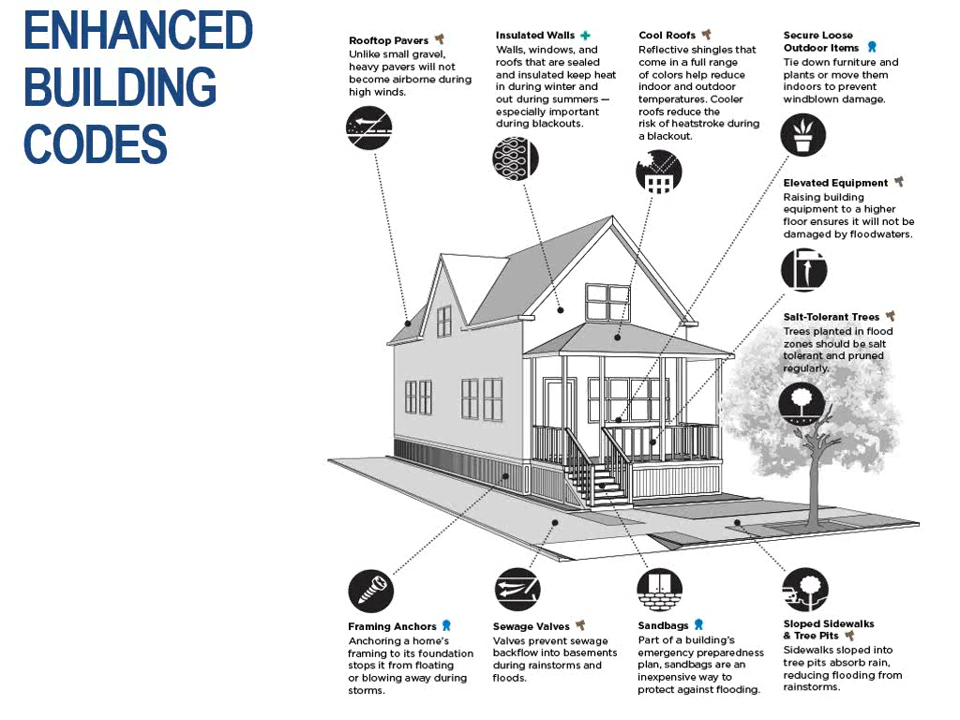 ENHANCED
BUILDING
CODES
Rooftop Pavers
Unlike small gravel,
heavy pavers will not
become airborne during
high winds.
Insulated Walls
Walls, windows, and
roofs that are sealed
and insulated keep heat
in during winter and
out during summers —
especially important
during blackouts.
Cool Roofs
Reflective shingles that
come in a full range
of colors help reduce
indoor and outdoor
temperatures. Cooler
roofs reduce the
risk of heatstroke during
a blackout.
Secure Loose
Outdoor Items
Tie down furniture and
plants or move them
indoors to prevent
windblown damage.
Elevated Equipment
Raising building
equipment to a higher
floor ensures it will not be
damaged by floodwaters.
Salt-Tolerant Trees
Trees planted in flood
zones should be salt
tolerant and pruned
regularly.
Framing Anchors
Anchoring a home's
framing to its foundation
stops it from floating
or blowing away during
storms.
Sewage Valves
Valves prevent sewage
backflow into basements
during rainstorms and
floods.
Sandbags
Part of a building's
emergency preparedness
plan, sandbags are an
inexpensive way to
protect against flooding.
Sloped Sidewalks
& Tree Pits
Sidewalks sloped into
tree pits absorb rain,
reducing flooding from
rainstorms.